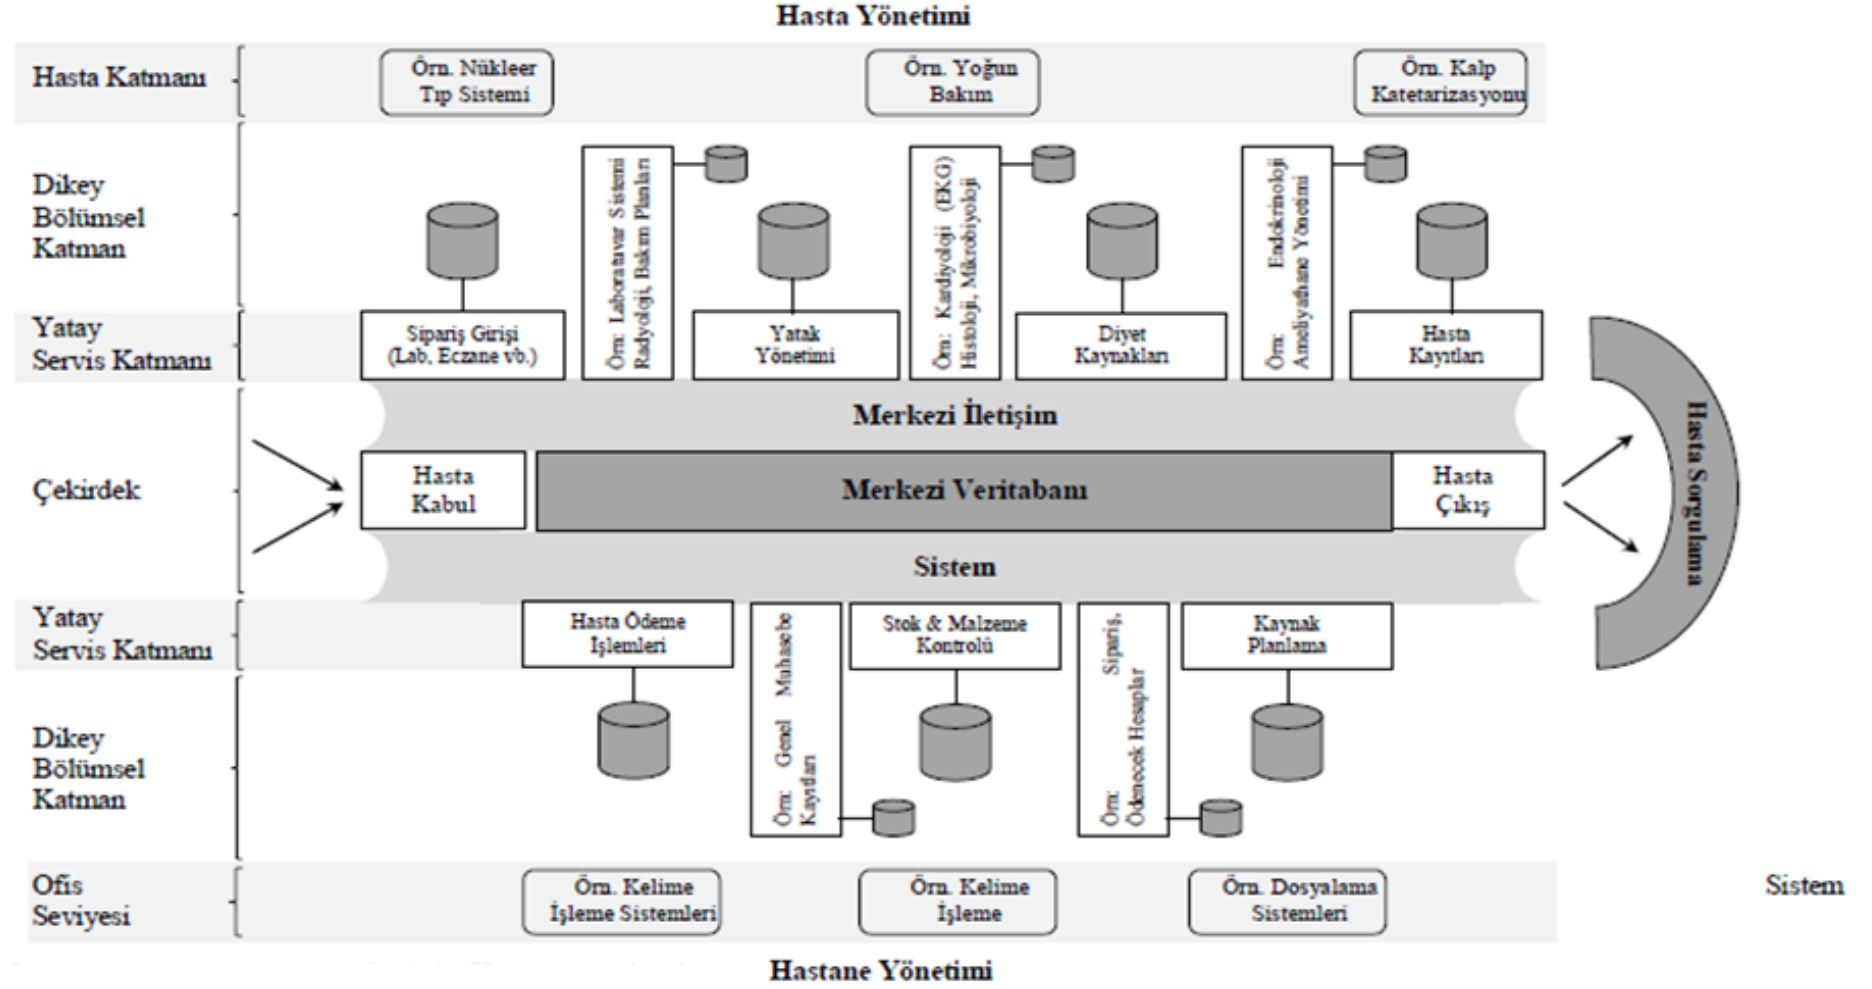 Hasta Yönetimi
Hasta Katmanı
Örn. Nükleer
Tıp Sistemi
Örn. Yoğun
Bakım
Örn. Kalp
Katetarizasyonu
Dikey
Bölümsel
Katman
Örn: Laboratuvar Sistemi
Radyoloji, Bakım Planları
Örn: Kardiyoloji (EKG)
Histoloji, Mikrobiyoloji
Örn: Endokrinoloji
Ameliyathane Yönetimi
Yatay
Servis Katmanı
Sipariş Girişi
(Lab, Eczane vb.)
Yatak
Yönetimi
Diyet
Kaynakları
Hasta
Kayıtları
Merkezi İletişim
Çekirdek
Hasta
Kabul
Merkezi Veritabanı
Hasta
Çıkış
Hasta Sorgulama
Sistem
Yatay
Servis Katmanı
Hasta Ödeme
İşlemleri
Stok & Malzeme
Kontrolü
Kaynak
Planlama
Dikey
Bölümsel
Katman
Örn: Genel Muhasebe
Kayıtları
Örn: Sipariş,
Ödenecek Hesaplar
Ofis
Seviyesi
Örn. Kelime
İşleme Sistemleri
Örn. Kelime
İşleme
Örn. Dosyalama
Sistemleri
Sistem
Hastane Yönetimi